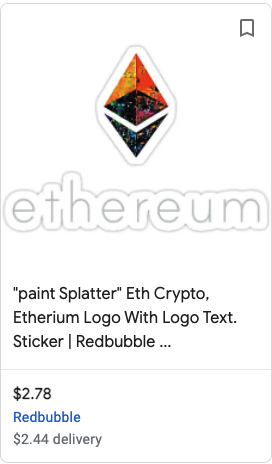 ethereum
"paint Splatter" Eth Crypto,
Etherium Logo With Logo Text.
Sticker | Redbubble ...
$2.78
Redbubble
$2.44 delivery